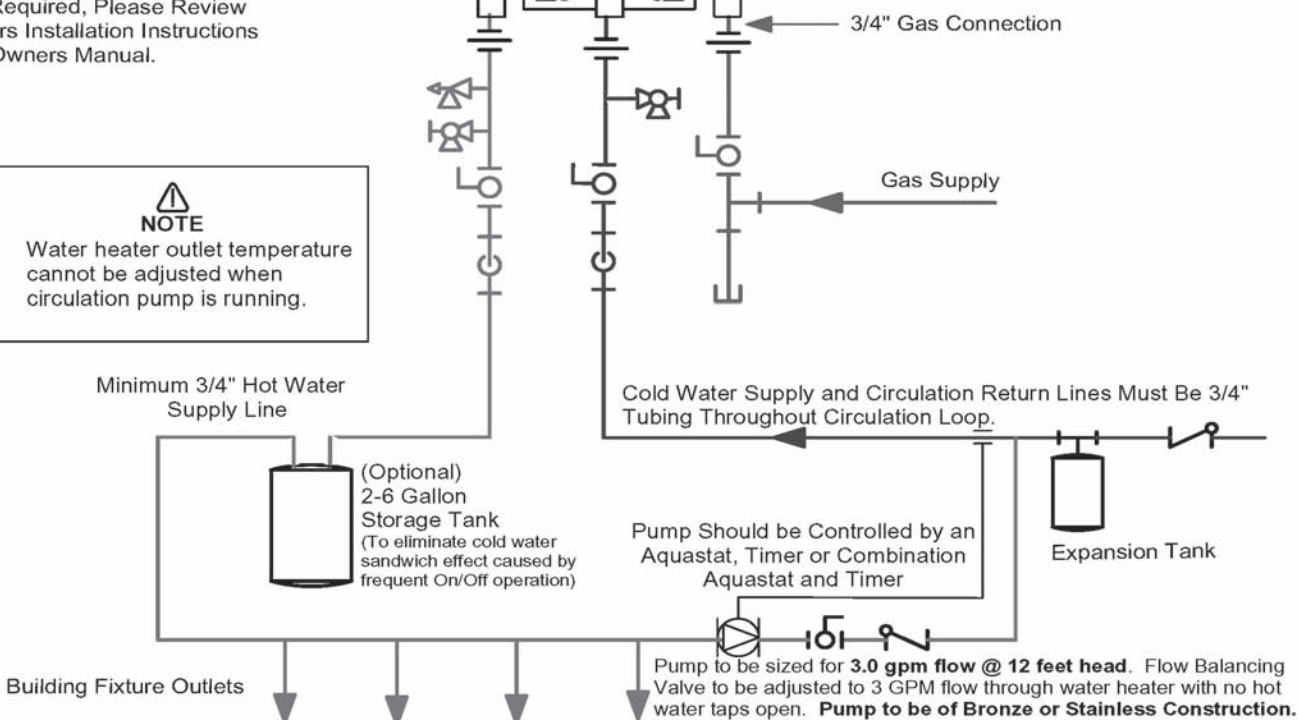 Required, Please Review
rs Installation Instructions
Owners Manual.
3/4" Gas Connection
Gas Supply
NOTE
Water heater outlet temperature
cannot be adjusted when
circulation pump is running.
Minimum 3/4" Hot Water
Supply Line
Cold Water Supply and Circulation Return Lines Must Be 3/4"
Tubing Throughout Circulation Loop.
(Optional)
2-6 Gallon
Storage Tank
(To eliminate cold water
sandwich effect caused by
frequent On/Off operation)
Pump Should be Controlled by an
Aquastat, Timer or Combination
Aquastat and Timer
Expansion Tank
Building Fixture Outlets
Pump to be sized for 3.0 gpm flow @ 12 feet head. Flow Balancing
Valve to be adjusted to 3 GPM flow through water heater with no hot
water taps open. Pump to be of Bronze or Stainless Construction.